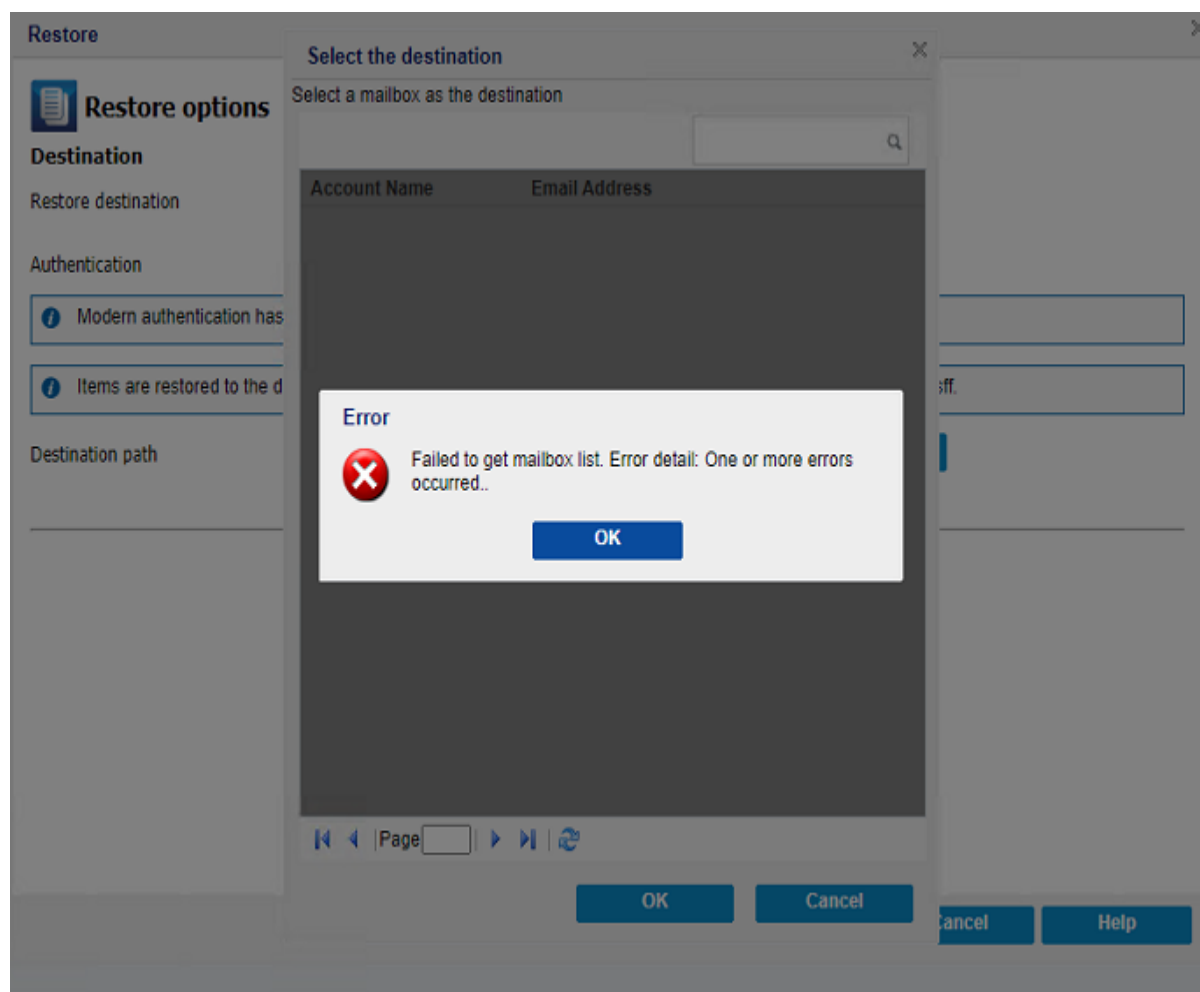 Restore
Select the destination
Select a mailbox as the destination
Restore options
Destination
Account Name Email Address
Restore destination
Authentication
Modern authentication has
Items are restored to the d
sff.
Destination path
Error
Failed to get mailbox list. Error detail: One or more errors
occurred..
OK
Page
OK Cancel
Cancel Help